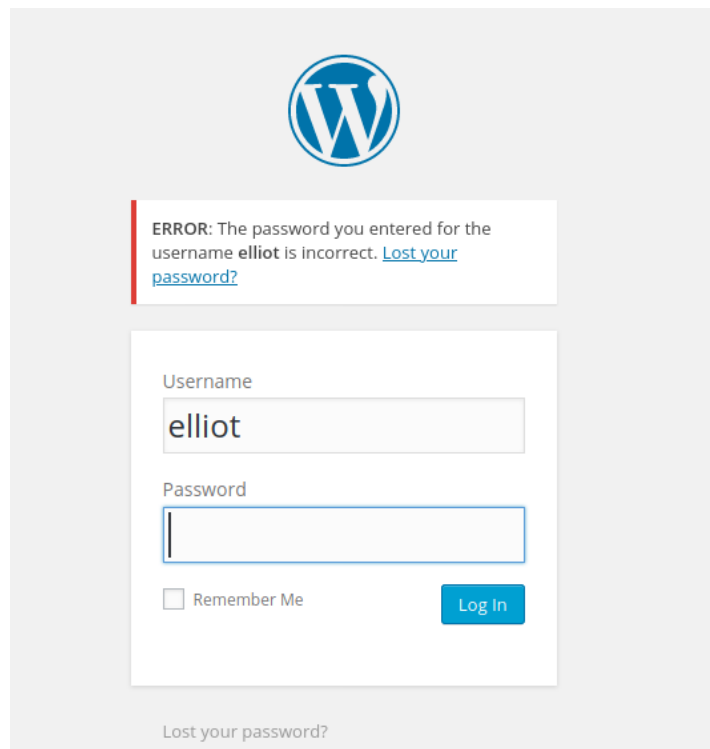 ERROR: The password you entered for the
username elliot is incorrect. Lost your
password?
Username
elliot
Password
Remember Me
Log In
Lost your password?